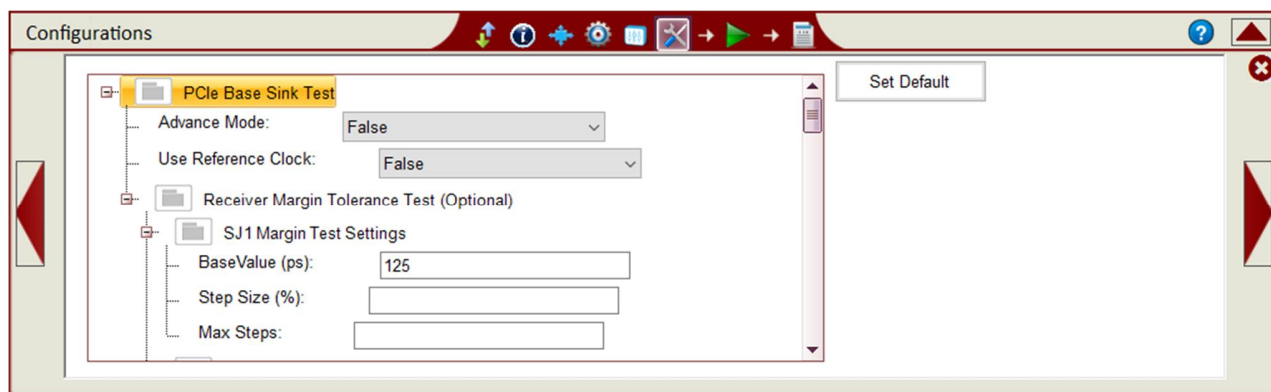 Configurations
PCIe Base Sink Test
Set Default
Advance Mode: False
Use Reference Clock: False
Receiver Margin Tolerance Test (Optional)
SJ1 Margin Test Settings
BaseValue (ps): 125
Step Size (%):
Max Steps: